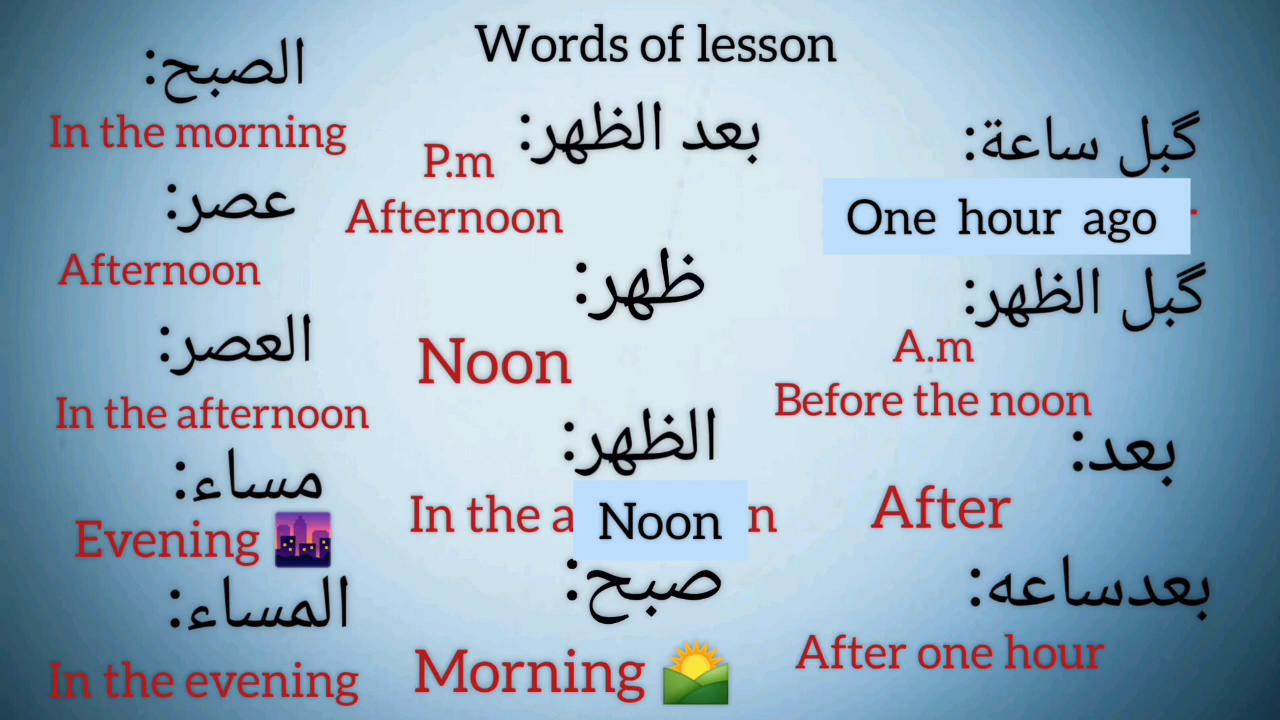 Words of lesson
گبل ساعة:
One hour ago
گبل الظهر:
A.m
Before the noon
بعد:
After
بعدساعه:
After one hour
بعد الظهر:
P.m
Afternoon
ظهر:
Noon
الظهر:
In the a Noon n
صبح:
Morning
الصبح:
In the morning
عصر:
Afternoon
العصر:
In the afternoon
مساء:
Evening
المساء:
In the evening